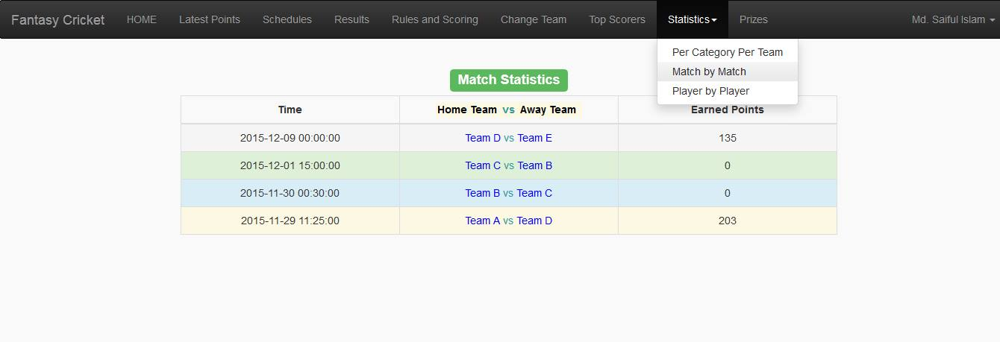 Fantasy Cricket HOME Latest Points Schedules Results Rules and Scoring Change Team Top Scorers Statistics Prizes Md. Saiful Islam
Per Category Per Team
Match by Match
Player by Player
Match Statistics
Time Home Team vs Away Team Earned Points
2015-12-09 00:00:00 Team D vs Team E 135
2015-12-01 15:00:00 Team C vs Team B 0
2015-11-30 00:30:00 Team B vs Team C 0
2015-11-29 11:25:00 Team A vs Team D 203